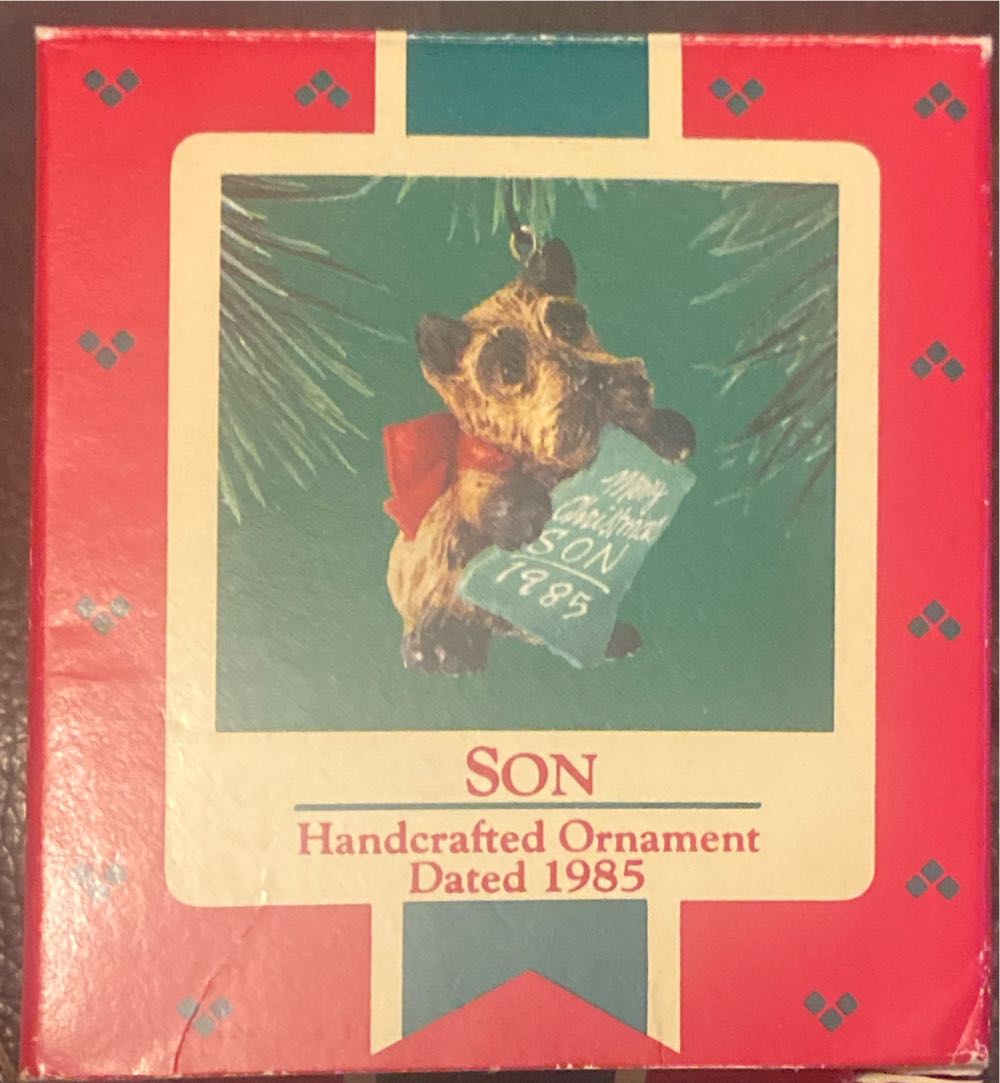 Merry
Christmas
SON
1985
SON
Handcrafted Ornament
Dated 1985